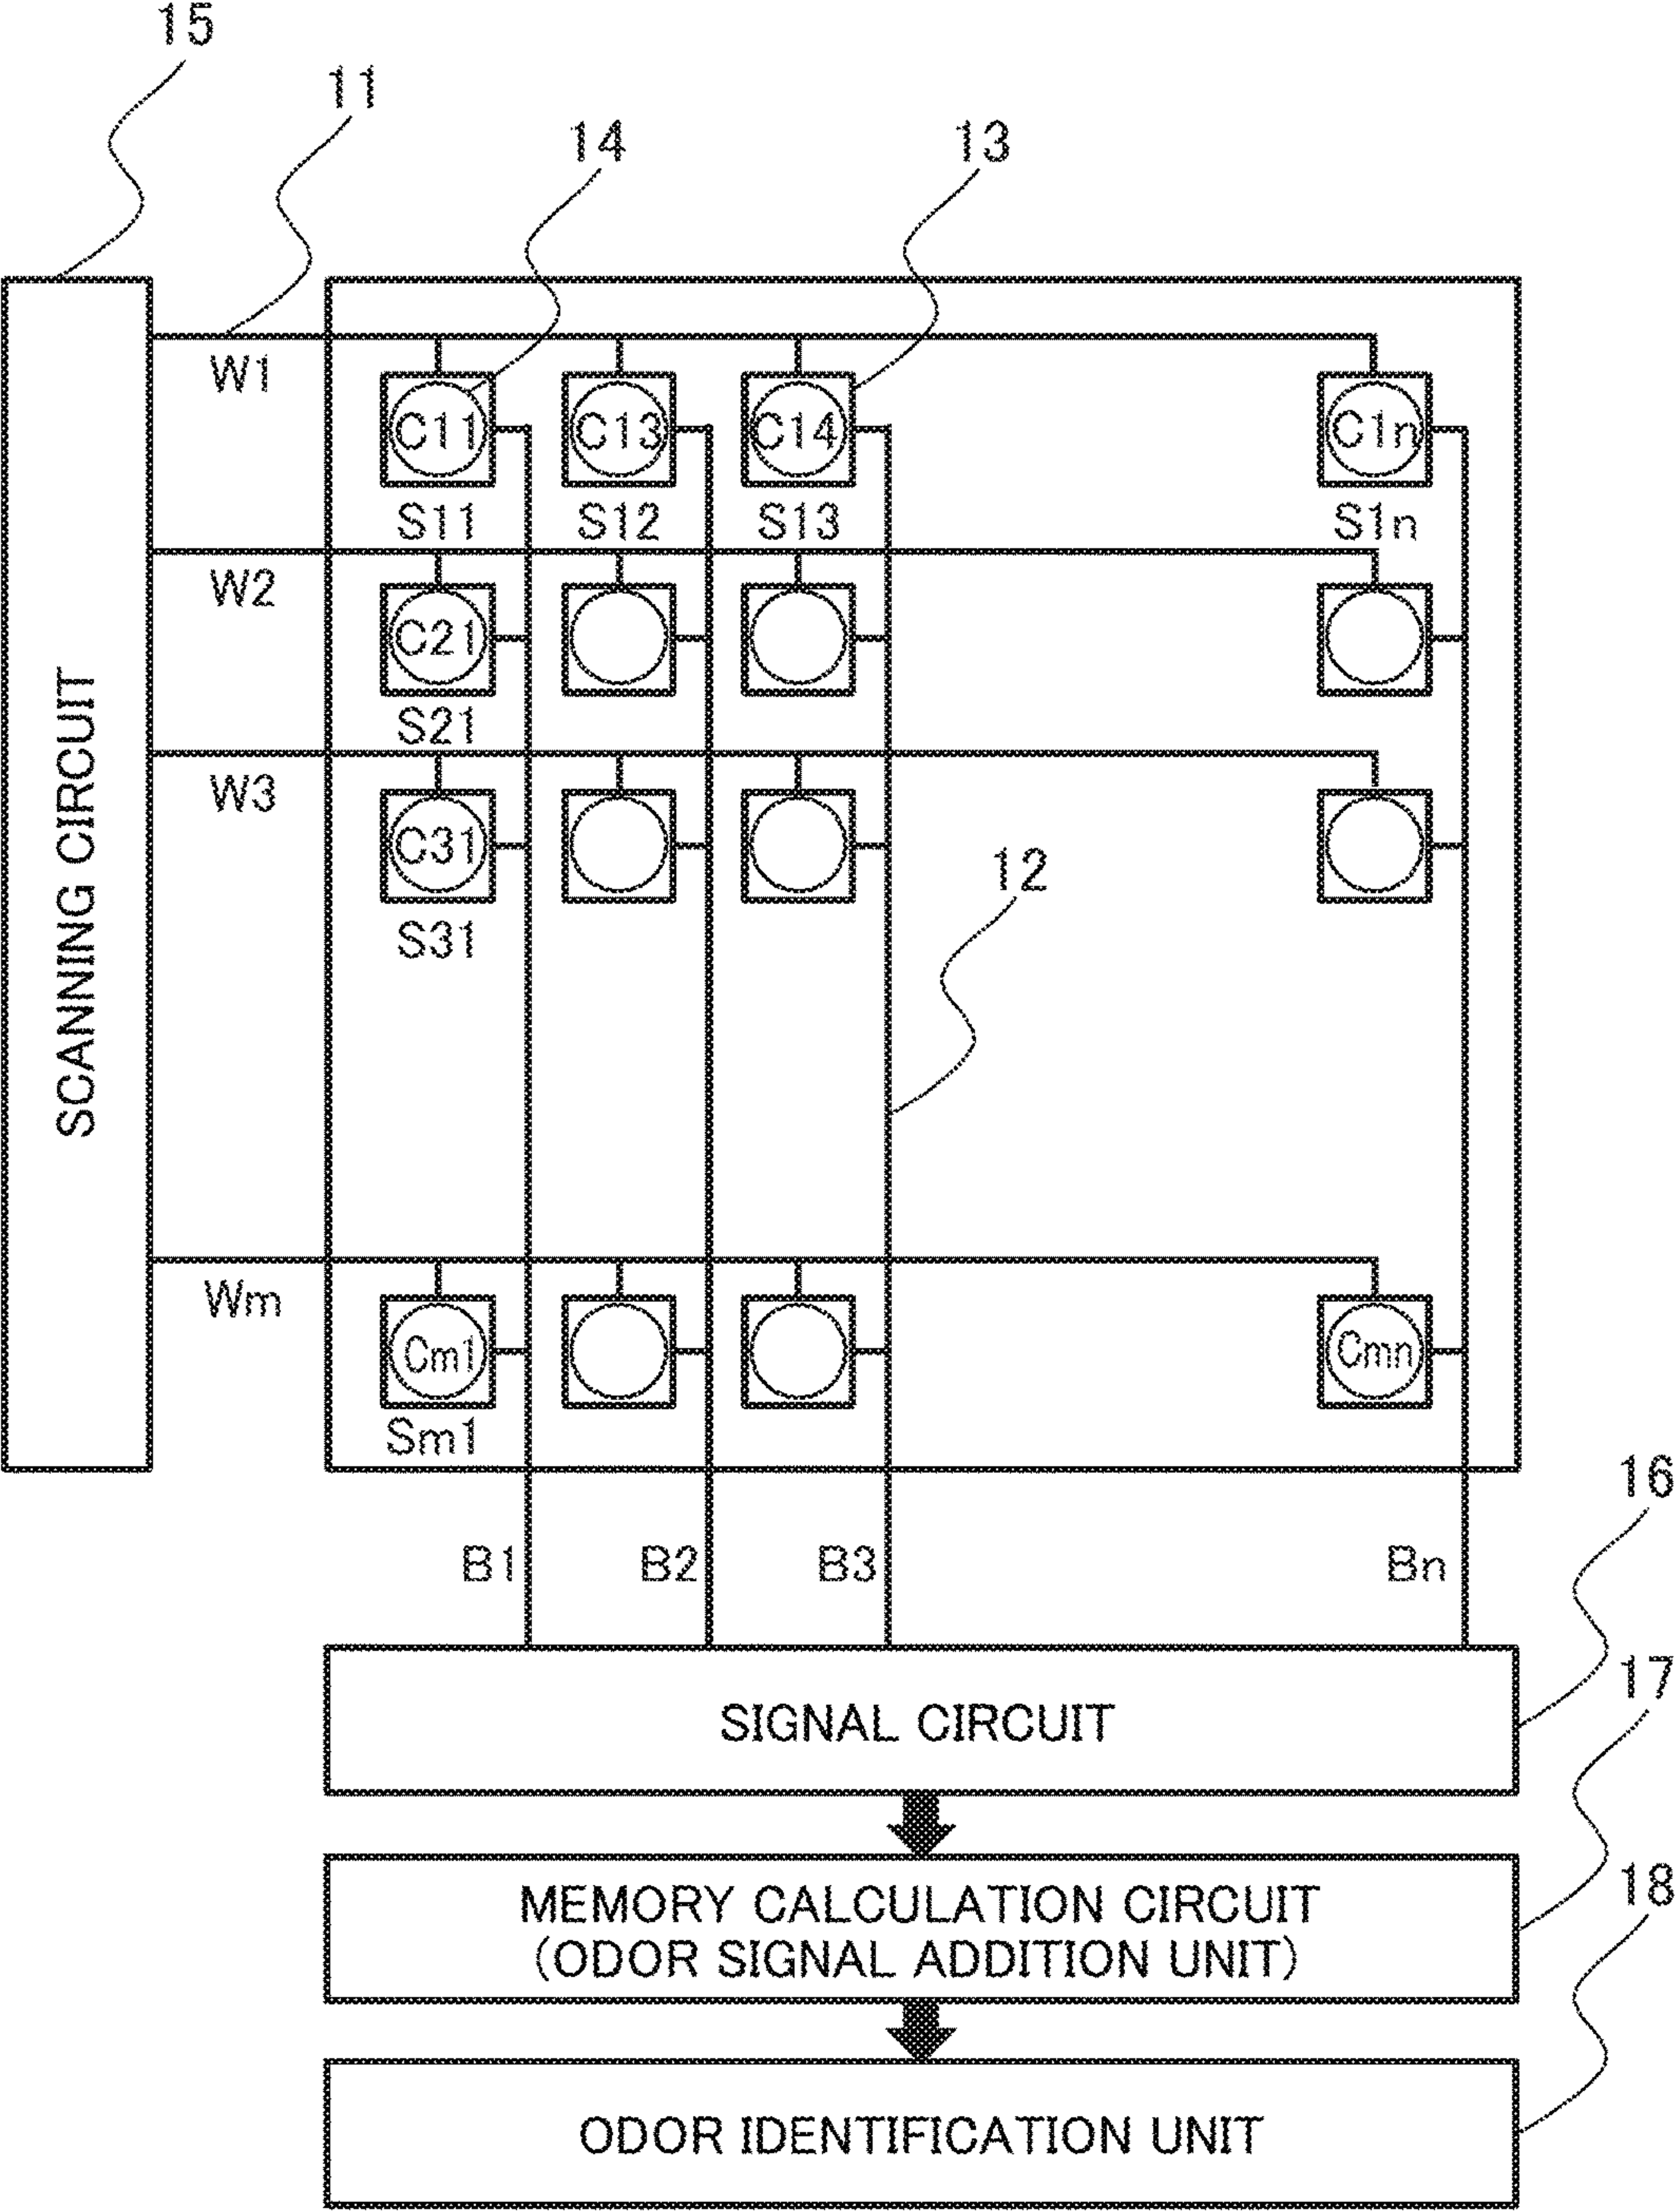 15
11
14
13
W1
C11
C13
C14
C1n
S11
S12
S13
S1n
W2
C21
S21
W3
C31
12
S31
SCANNING CIRCUIT
Wm
Cm1
Cmn
Sm1
16
B1
B2
B3
Bn
17
SIGNAL CIRCUIT
18
MEMORY CALCULATION CIRCUIT
(ODOR SIGNAL ADDITION UNIT)
ODOR IDENTIFICATION UNIT